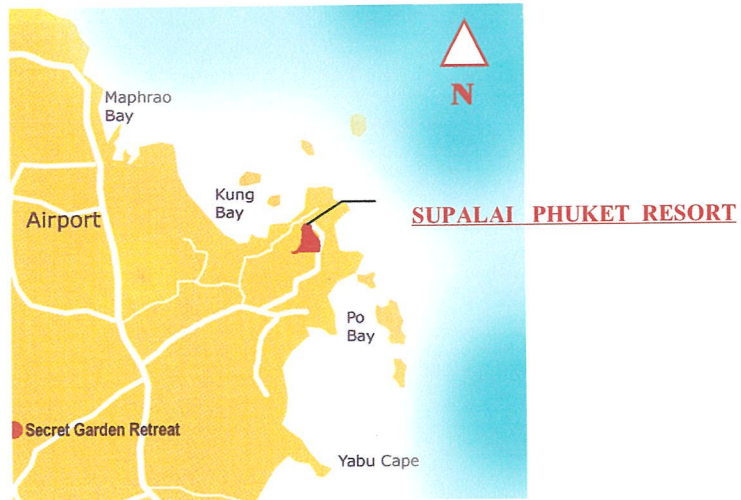 N
Maphrao
Bay
Kung
Bay
Airport
SUPALAI PHUKET RESORT
Po
Bay
Secret Garden Retreat
Yabu Cape